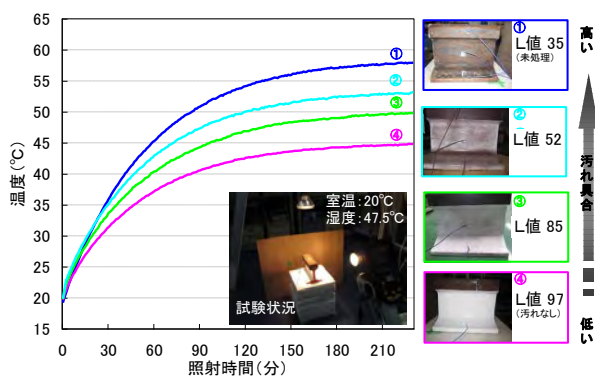 温度(℃)
65
60
55
50
45
40
35
30
25
20
15
0
30
60
90
120
150
180
210
照射時間(分)
①
②
③
④
室温:20℃
湿度:47.5℃
試験状況
①
L値 35
(未処理)
②
L値 52
③
L値 85
④
L値 97
(汚れなし)
高い
汚れ具合
低い